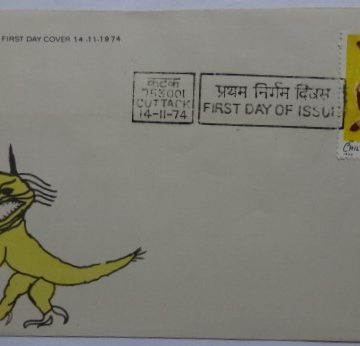 FIRST DAY COVER 14.11.1974
कटक
753001
CUTTACK
14-11-74
प्रथम निर्गम दिवस
FIRST DAY OF ISSU